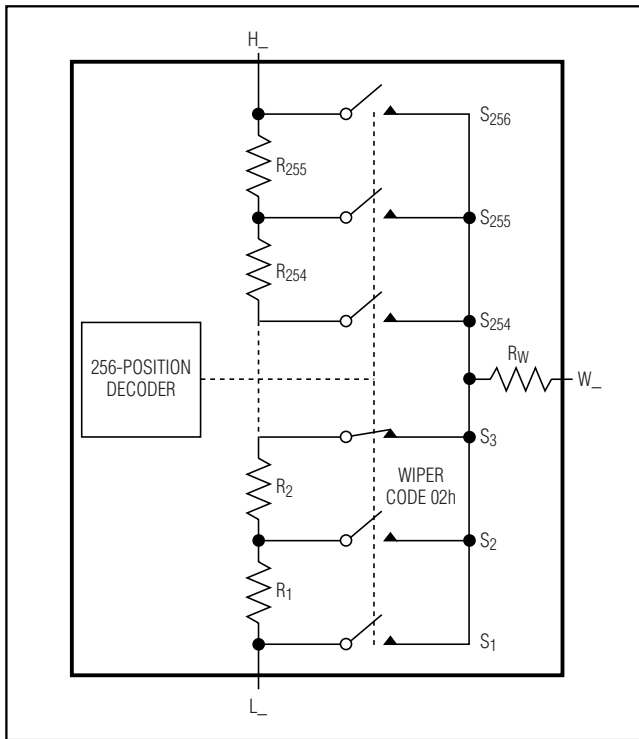 H_
S256
R255
S255
R254
S254
256-POSITION
DECODER
RW
W_
S3
R2
WIPER
CODE 02h
S2
R1
S1
L_